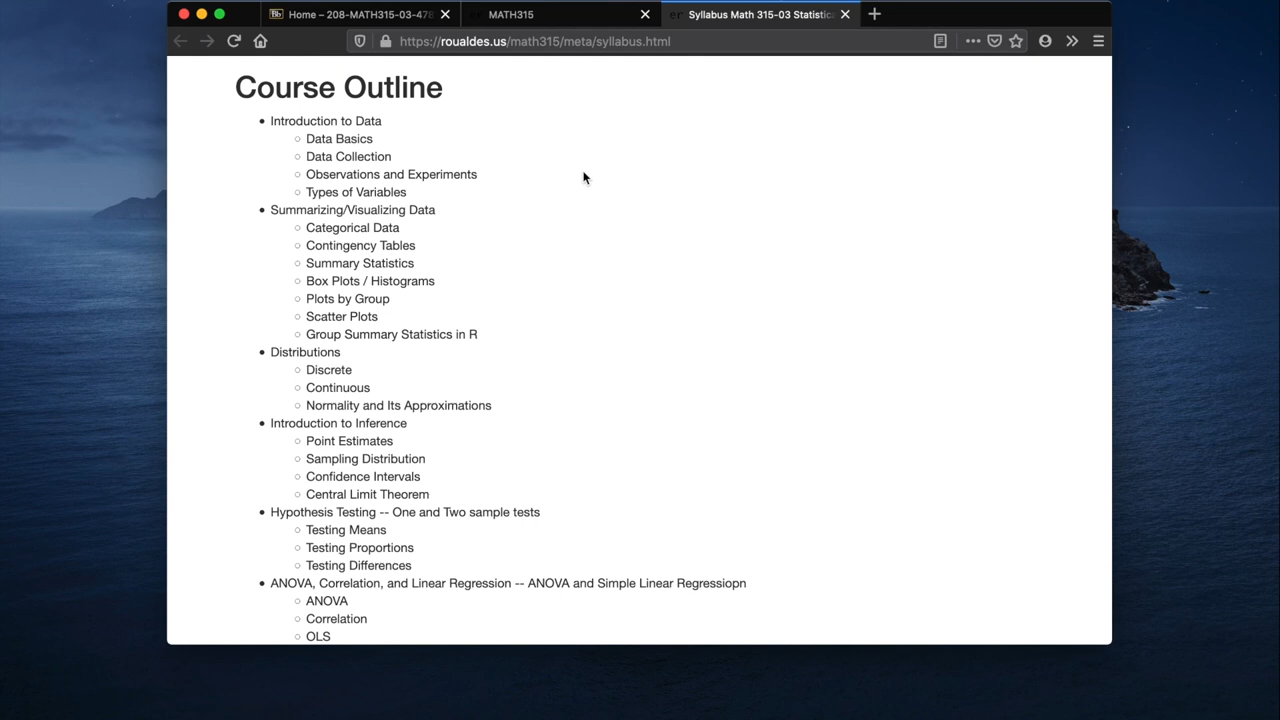 Home – 208-MATH315-03-478
MATH315
Syllabus Math 315-03 Statistic
https://roualdes.us/math315/meta/syllabus.html
Course Outline
Introduction to Data
Data Basics
Data Collection
Observations and Experiments
Types of Variables
Summarizing/Visualizing Data
Categorical Data
Contingency Tables
Summary Statistics
Box Plots / Histograms
Plots by Group
Scatter Plots
Group Summary Statistics in R
Distributions
Discrete
Continuous
Normality and Its Approximations
Introduction to Inference
Point Estimates
Sampling Distribution
Confidence Intervals
Central Limit Theorem
Hypothesis Testing -- One and Two sample tests
Testing Means
Testing Proportions
Testing Differences
ANOVA, Correlation, and Linear Regression -- ANOVA and Simple Linear Regressiopn
ANOVA
Correlation
OLS